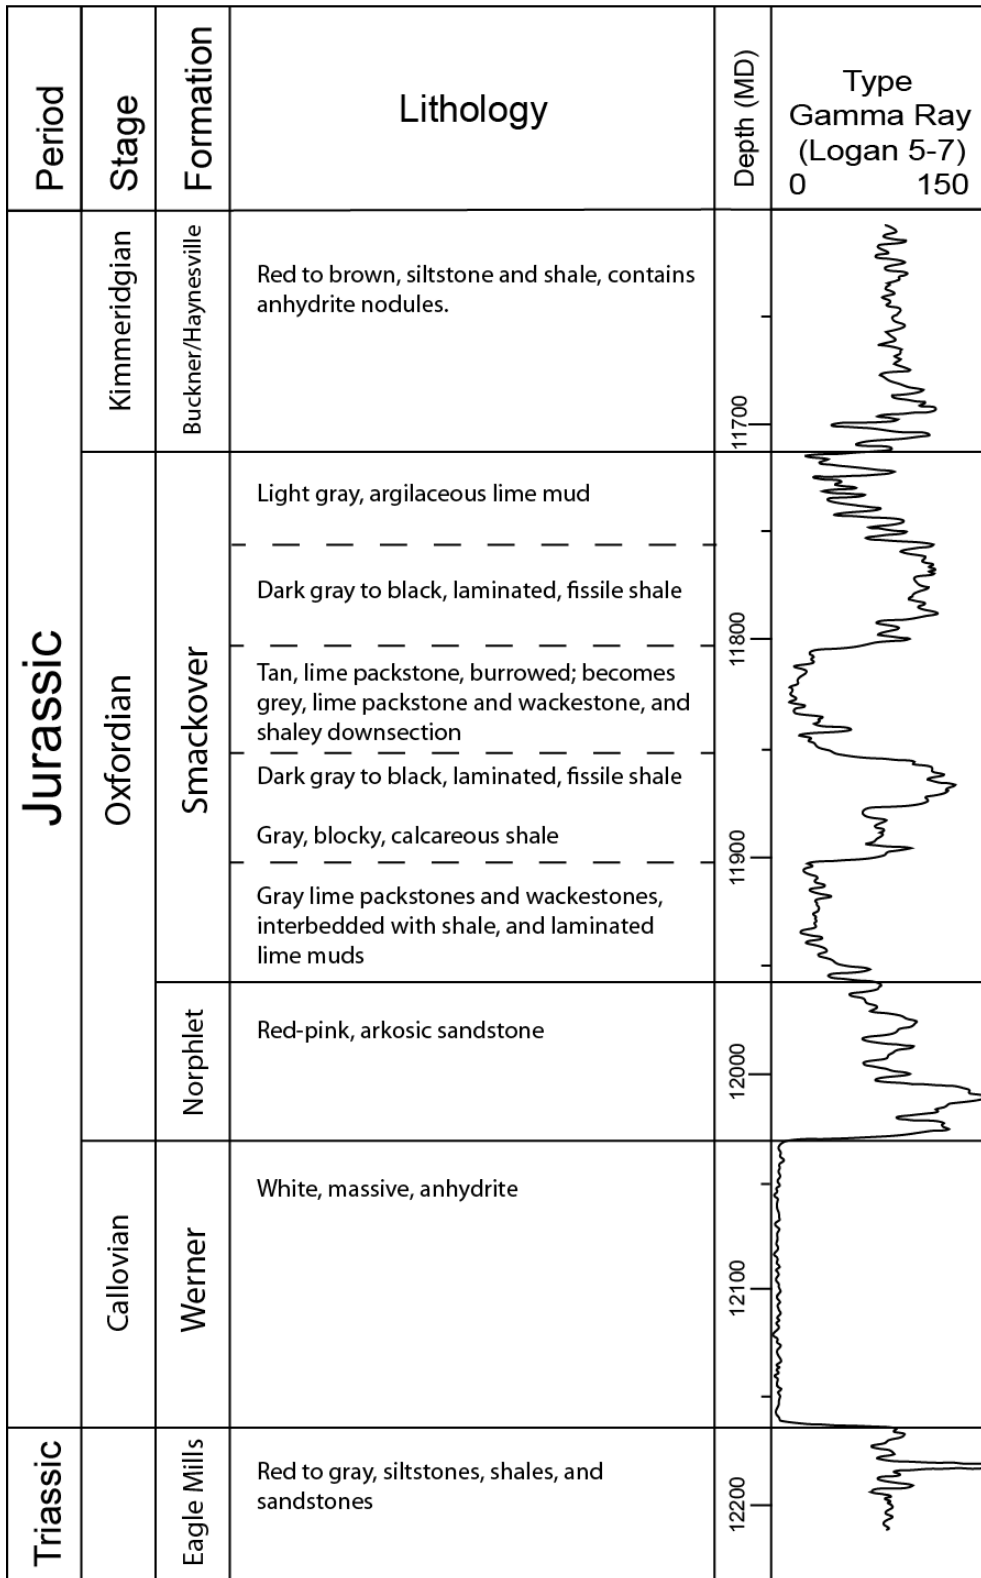 Period
Stage
Formation
Lithology
Depth (MD)
Type
Gamma Ray
(Logan 5-7)
0 150
Jurassic
Kimmeridgian
Buckner/Haynesville
Red to brown, siltstone and shale, contains
anhydrite nodules.
11700
Oxfordian
Smackover
Light gray, argilaceous lime mud
Dark gray to black, laminated, fissile shale
11800
Tan, lime packstone, burrowed; becomes
grey, lime packstone and wackestone, and
shaley downsection
Dark gray to black, laminated, fissile shale
Gray, blocky, calcareous shale
11900
Gray lime packstones and wackestones,
interbedded with shale, and laminated
lime muds
Norphlet
Red-pink, arkosic sandstone
12000
Callovian
Werner
White, massive, anhydrite
12100
Triassic
Eagle Mills
Red to gray, siltstones, shales, and
sandstones
12200